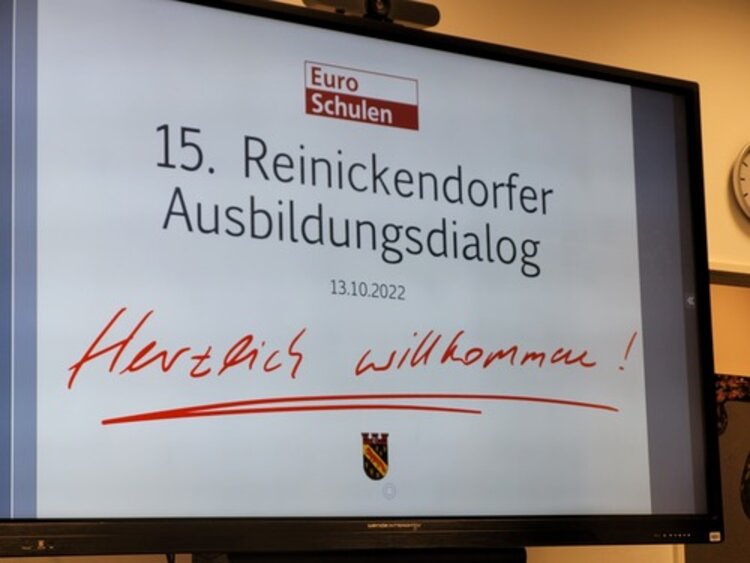 Euro
Schulen
15. Reinickendorfer
Ausbildungsdialog
13.10.2022
Herzlich willkommen!